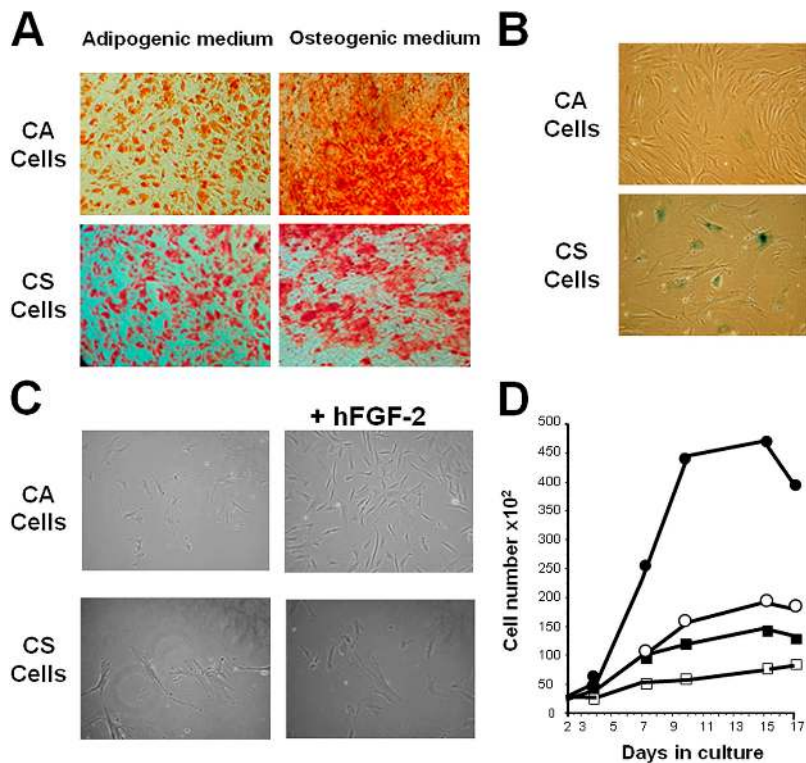 A
Adipogenic medium Osteogenic medium
CA
Cells
CS
Cells
B
CA
Cells
CS
Cells
C
+ hFGF-2
CA
Cells
CS
Cells
D
Cell number x10²
500
450
400
350
300
250
200
150
100
50
0
2 3 5 7 9 10 11 13 15 17
Days in culture